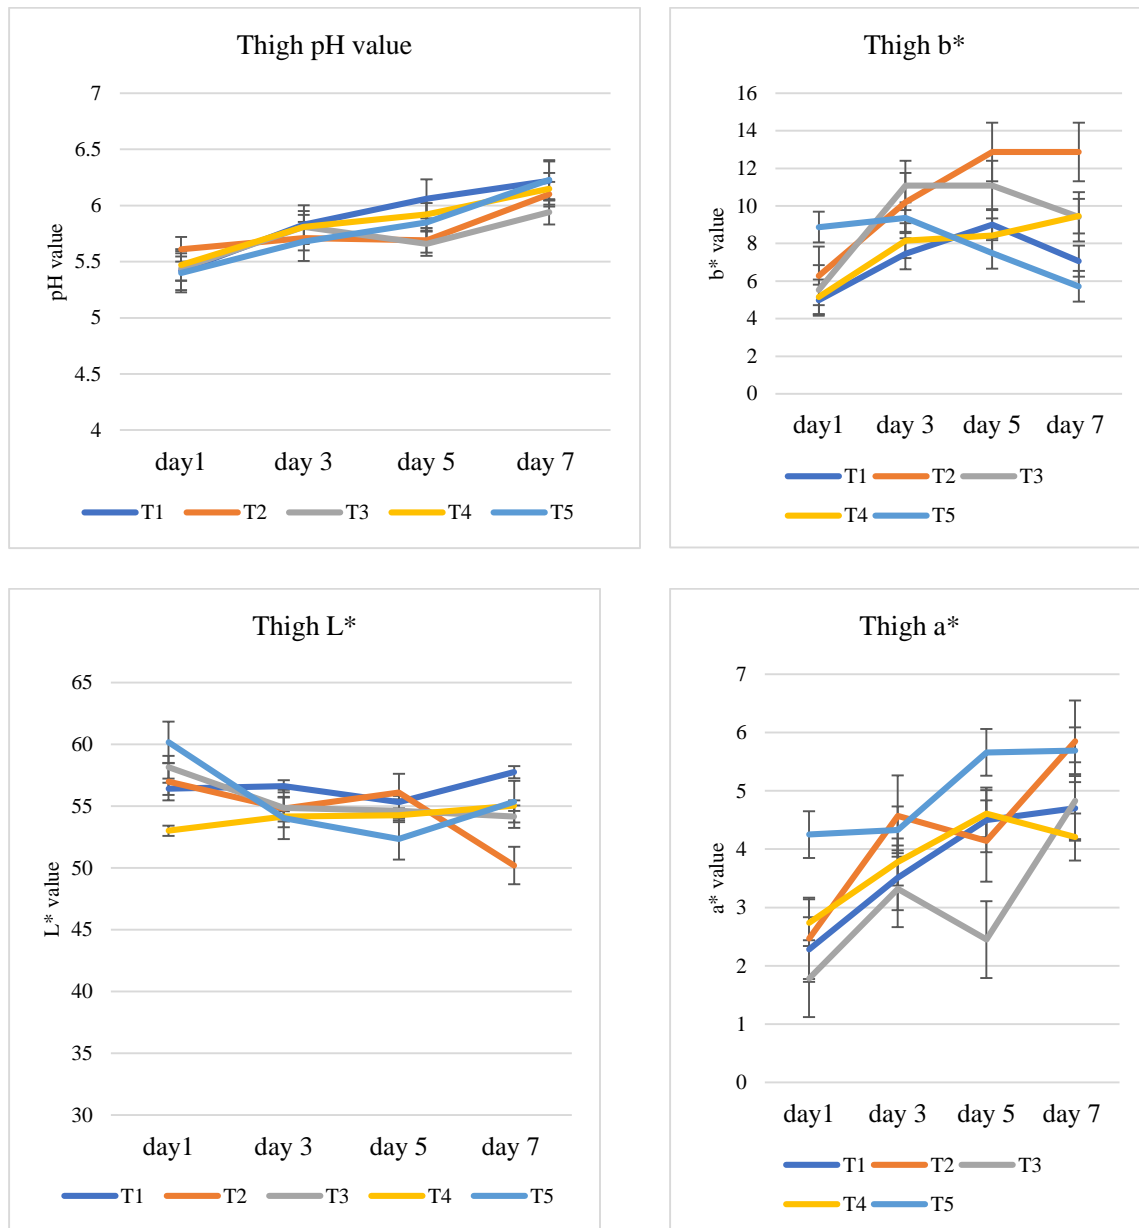 Thigh pH value
7
6.5
6
5.5
5
4.5
4
pH value
day1 day 3 day 5 day 7
T1 T2 T3 T4 T5
Thigh b*
16
14
12
10
8
6
4
2
0
b* value
day1 day 3 day 5 day 7
T1 T2 T3
T4 T5
Thigh L*
65
60
55
50
45
40
35
30
L* value
day1 day 3 day 5 day 7
T1 T2 T3 T4 T5
Thigh a*
7
6
5
4
3
2
1
0
a* value
day1 day 3 day 5 day 7
T1 T2 T3
T4 T5